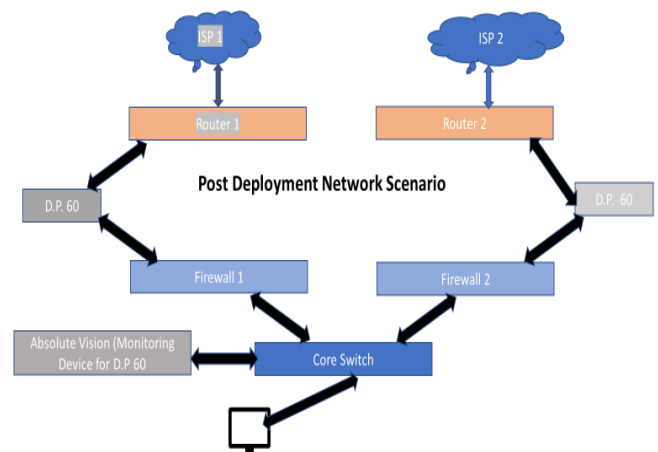 ISP 1
ISP 2
Router 1
Router 2
Post Deployment Network Scenario
D.P. 60
D.P. 60
Firewall 1
Firewall 2
Absolute Vision (Monitoring
Device for D.P 60
Core Switch